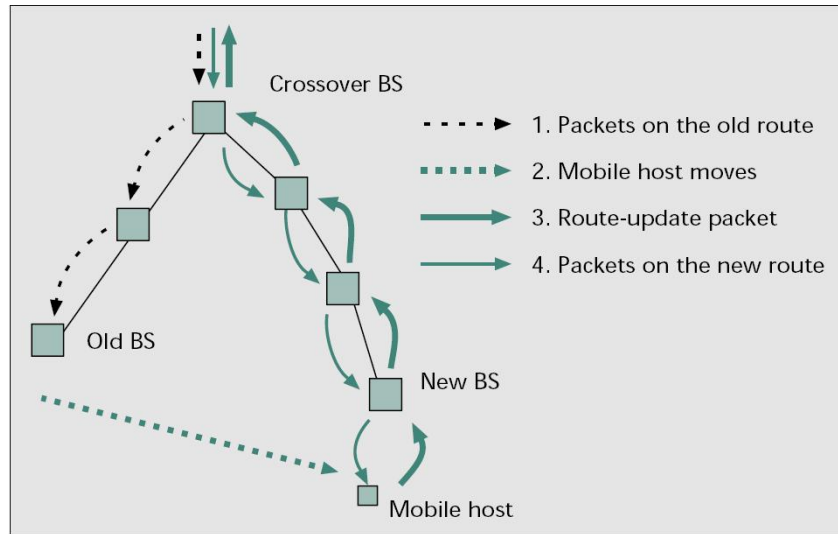 Crossover BS
1. Packets on the old route
2. Mobile host moves
3. Route-update packet
4. Packets on the new route
Old BS
New BS
Mobile host